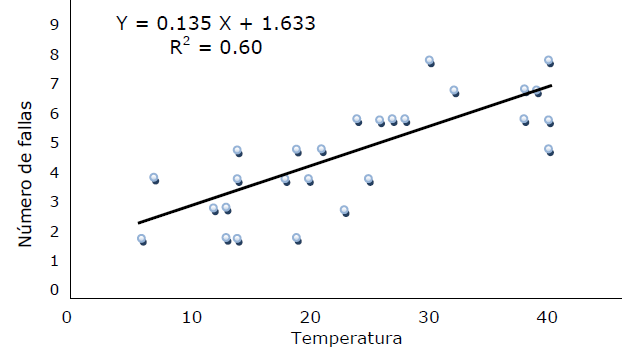 Y = 0.135 X + 1.633
R² = 0.60
Número de fallas
9
8
7
6
5
4
3
2
1
0
0 10 20 30 40
Temperatura